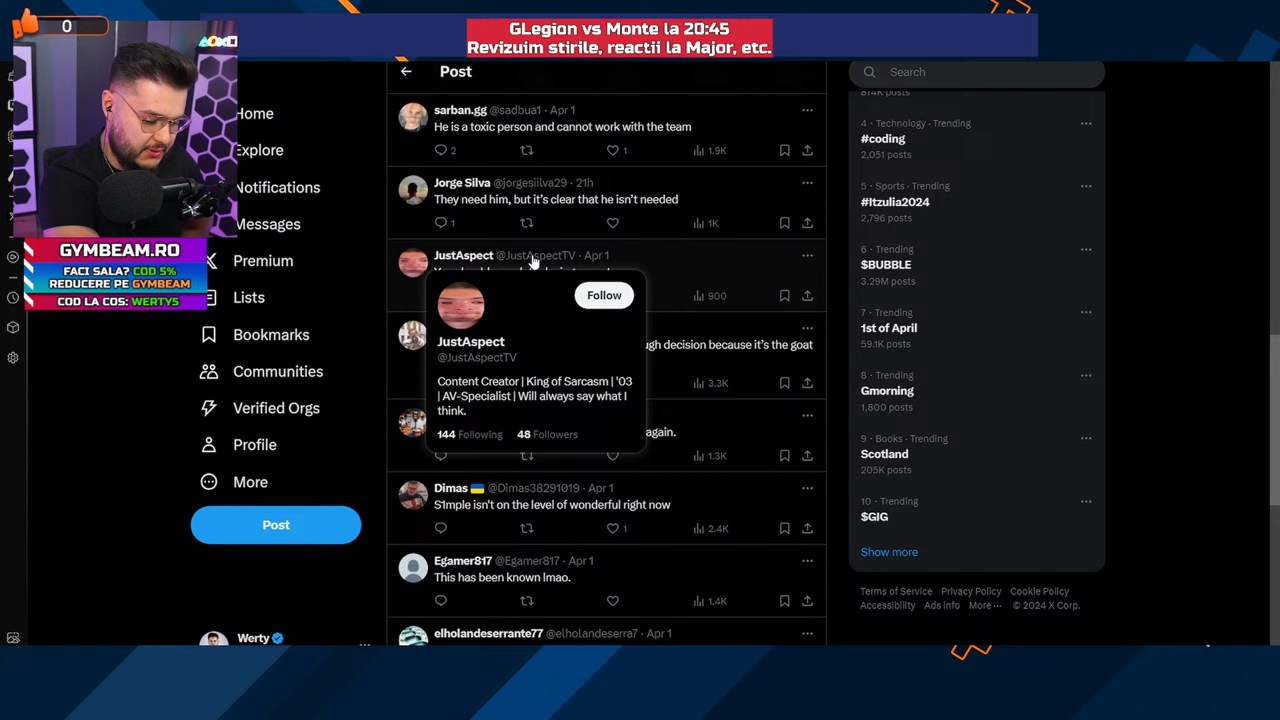 0
GLegion vs Monte la 20:45
Revizuim stirile, reactii la Major, etc.
GYMBEAM.RO
FACI SALA? COD 5%
REDUCERE PE GYMBEAM
COD LA COS: WERTY5
Home
Explore
Notifications
Messages
Premium
Lists
Bookmarks
Communities
Verified Orgs
Profile
More
Post
Werty
Post
sarban.gg @sadbua1 · Apr 1
He is a toxic person and cannot work with the team
2 1 1.9K
Jorge Silva @jorgesiilva29 · 21h
They need him, but it's clear that he isn't needed
1 1K
JustAspect @JustAspectTV · Apr 1
900
Follow
JustAspect
@JustAspectTV
Content Creator | King of Sarcasm | '03
| AV-Specialist | Will always say what I
think.
144 Following 48 Followers
ugh decision because it's the goat
3.3K
again.
1.3K
Dimas 🇺🇦 @Dimas38291019 · Apr 1
S1mple isn't on the level of wonderful right now
1 2.4K
Egamer817 @Egamer817 · Apr 1
This has been known lmao.
1.4K
elholandeserrante77 @elholandeserra7 · Apr 1
Search
874K posts
4 · Technology · Trending
#coding
2,051 posts
5 · Sports · Trending
#Itzulia2024
2,796 posts
6 · Trending
$BUBBLE
3.29M posts
7 · Trending
1st of April
59.1K posts
8 · Trending
Gmorning
1,800 posts
9 · Books · Trending
Scotland
205K posts
10 · Trending
$GIG
Show more
Terms of Service Privacy Policy Cookie Policy
Accessibility Ads info More ··· © 2024 X Corp.